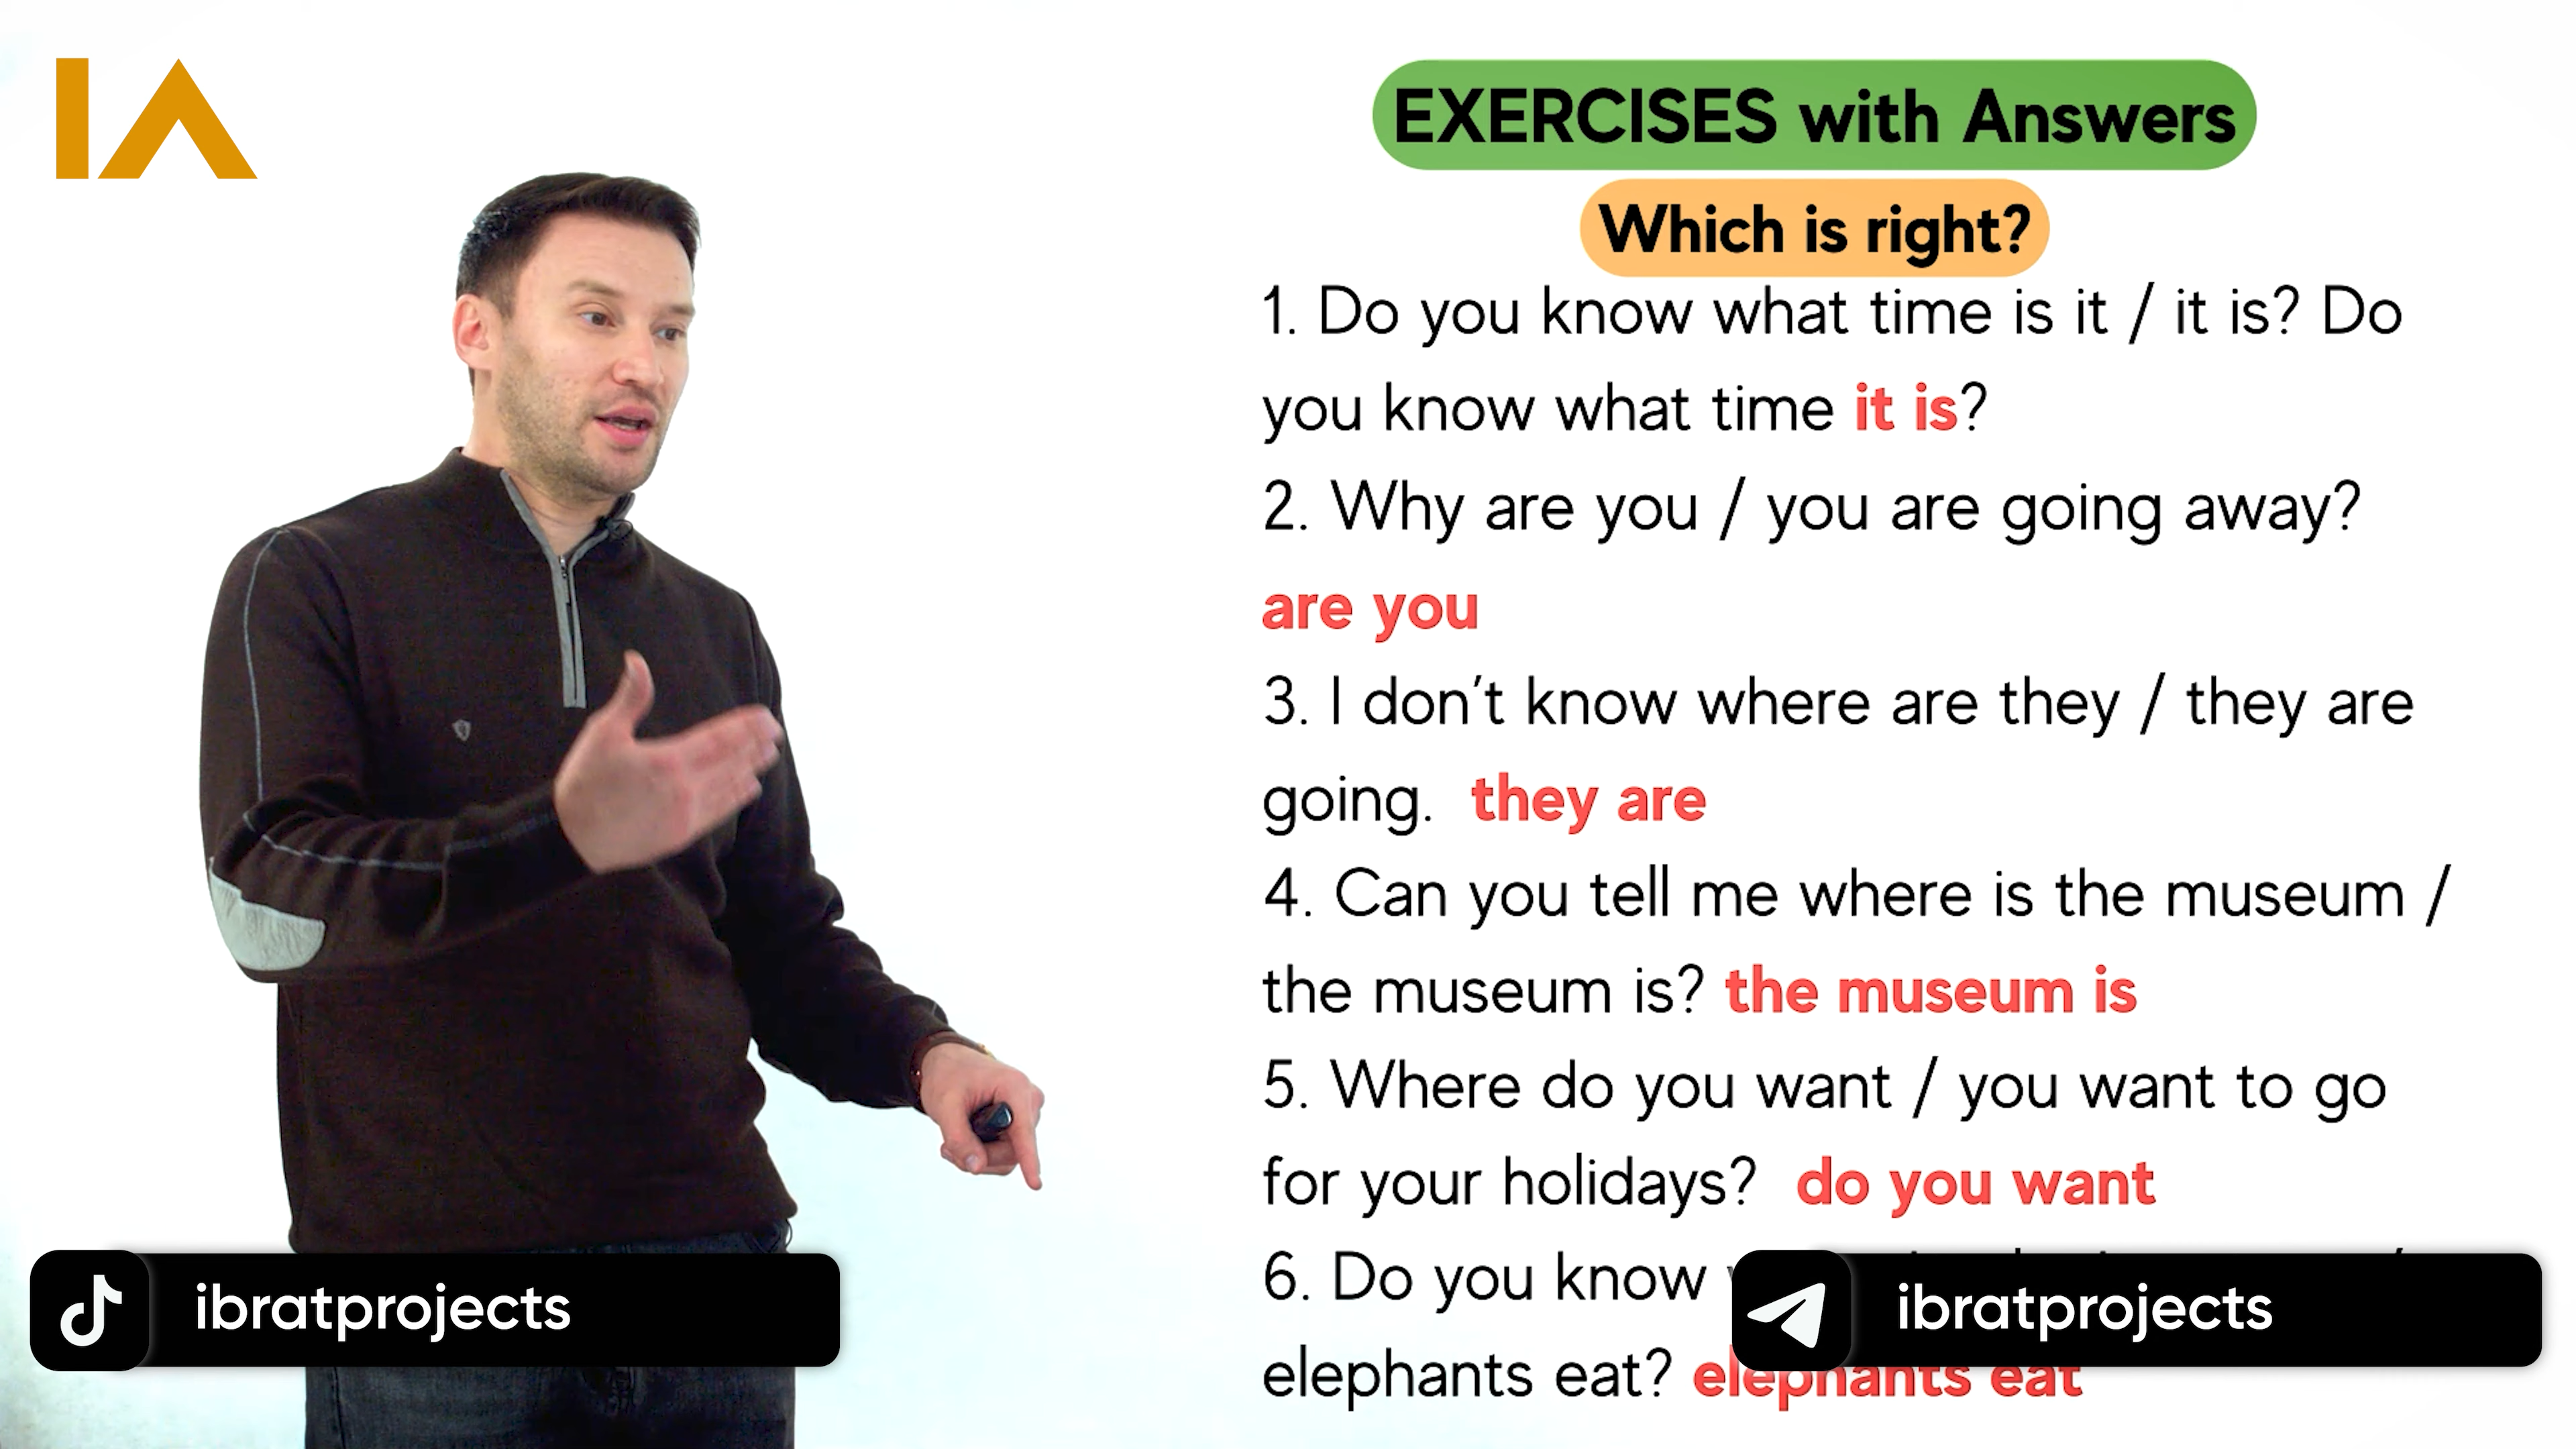 IA
EXERCISES with Answers
Which is right?
1. Do you know what time is it / it is? Do
you know what time it is?
2. Why are you / you are going away?
are you
3. I don't know where are they / they are
going. they are
4. Can you tell me where is the museum /
the museum is? the museum is
5. Where do you want / you want to go
for your holidays? do you want
6. Do you know
elephants eat? elephants eat
ibratprojects
ibratprojects